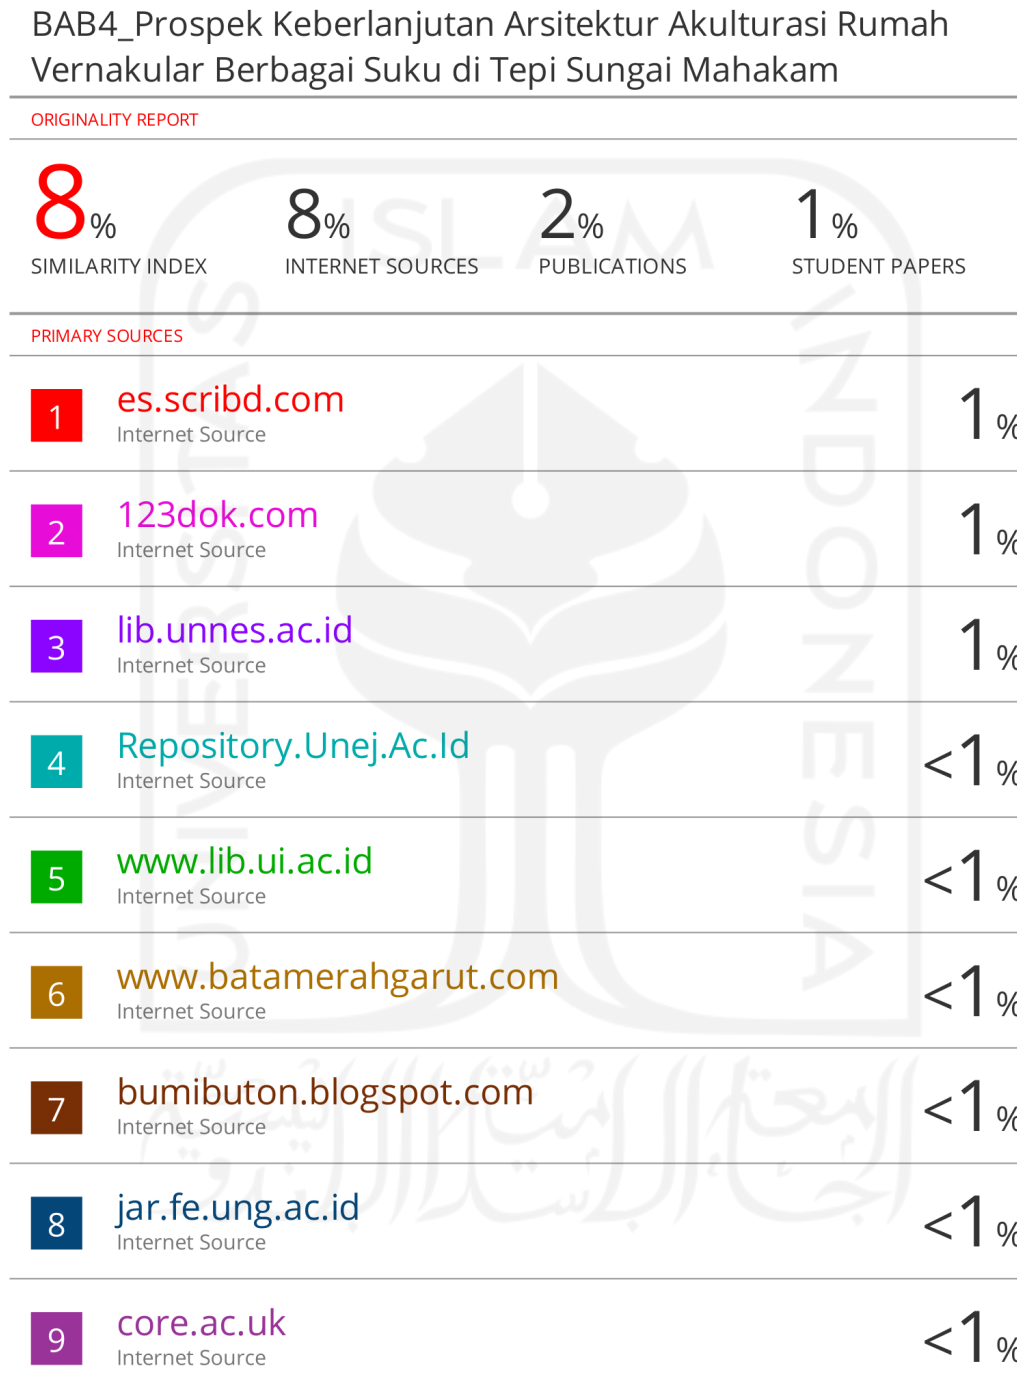 BAB4_Prospek Keberlanjutan Arsitektur Akulturasi Rumah
Vernakular Berbagai Suku di Tepi Sungai Mahakam
ORIGINALITY REPORT
8% 8% 2% 1%
SIMILARITY INDEX INTERNET SOURCES PUBLICATIONS STUDENT PAPERS
PRIMARY SOURCES
1 es.scribd.com 1%
Internet Source
2 123dok.com 1%
Internet Source
3 lib.unnes.ac.id 1%
Internet Source
4 Repository.Unej.Ac.Id <1%
Internet Source
5 www.lib.ui.ac.id <1%
Internet Source
6 www.batamerahgarut.com <1%
Internet Source
7 bumibuton.blogspot.com <1%
Internet Source
8 jar.fe.ung.ac.id <1%
Internet Source
9 core.ac.uk <1%
Internet Source
UNIVERSITAS
ISLAM
INDONESIA